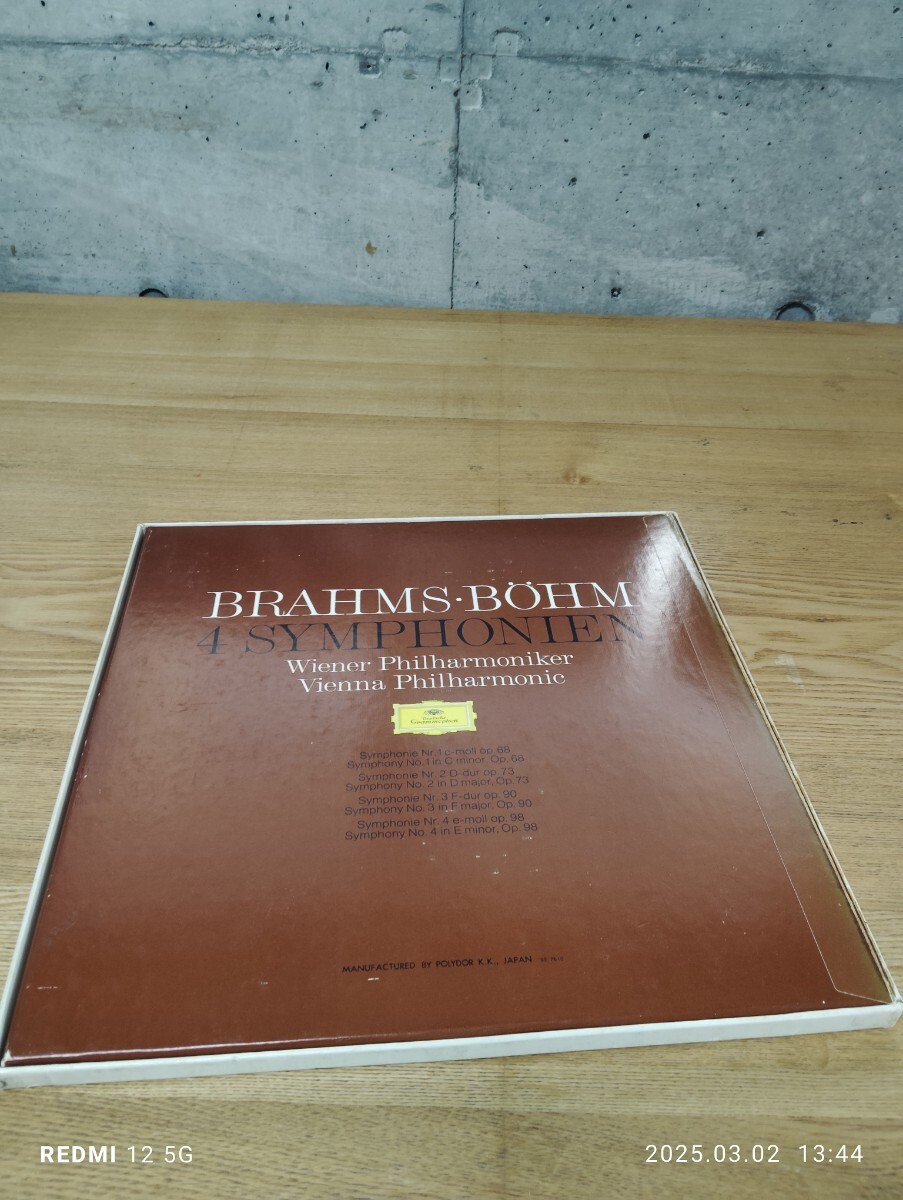 BRAHMS·BÖHM
4 SYMPHONIEN
Wiener Philharmoniker
Vienna Philharmonic
Deutsche
Grammophon
Symphonie Nr. 1 c-moll op. 68
Symphony No. 1 in C minor, Op. 68
Symphonie Nr. 2 D-dur op. 73
Symphony No. 2 in D major, Op. 73
Symphonie Nr. 3 F-dur op. 90
Symphony No. 3 in F major, Op. 90
Symphonie Nr. 4 e-moll op. 98
Symphony No. 4 in E minor, Op. 98
MANUFACTURED BY POLYDOR K.K., JAPAN
REDMI 12 5G
2025.03.02 13:44